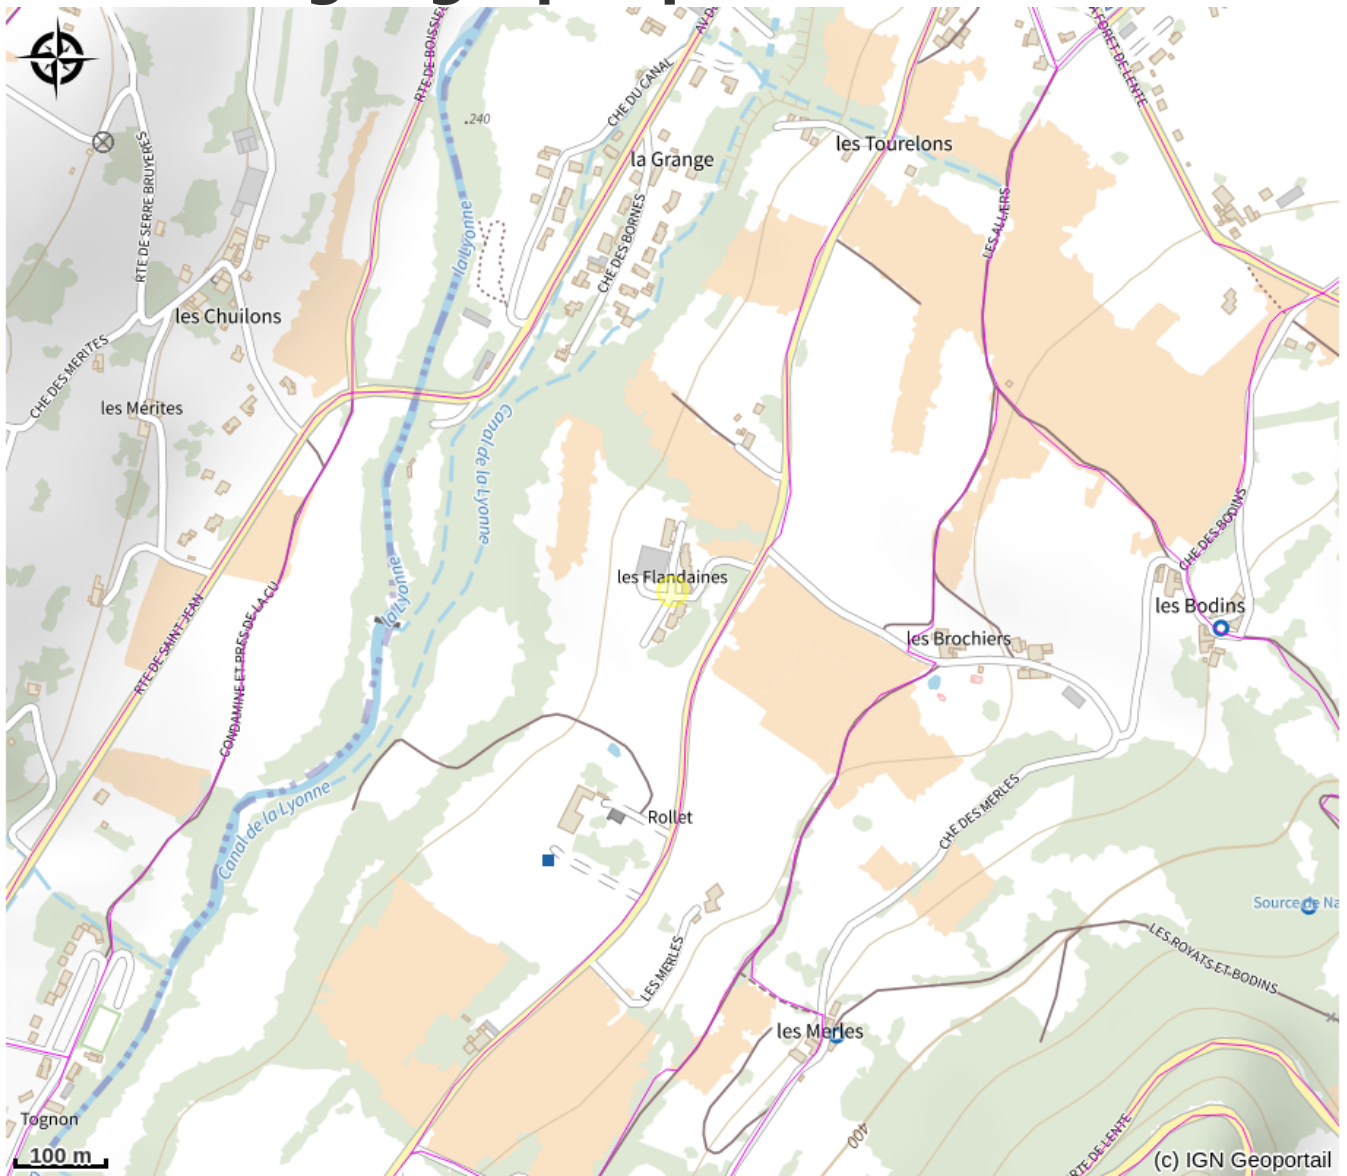 RTE DE BOISSIEU
AV DU
FORET DE LENTE
CHE DU CANAL
.240
la Grange
les Tourelons
RTE DE SERRE BRUYERES
la Lyonne
CHE DES BORNES
LES ALLIERS
les Chuilons
CHE DES MERITES
les Mérites
Canal de la Lyonne
CHE DES BODINS
les Flandaines
la Lyonne
les Bodins
les Brochiers
RTE DE SAINT JEAN
CONDAMINE ET PRES DE LA CU
Canal de la Lyonne
Rollet
CHE DES MERLES
Source de Na
LES ROYATS ET BODINS
LES MERLES
les Merles
Tognon
400
RTE DE LENTE
100 m
(c) IGN Geoportail